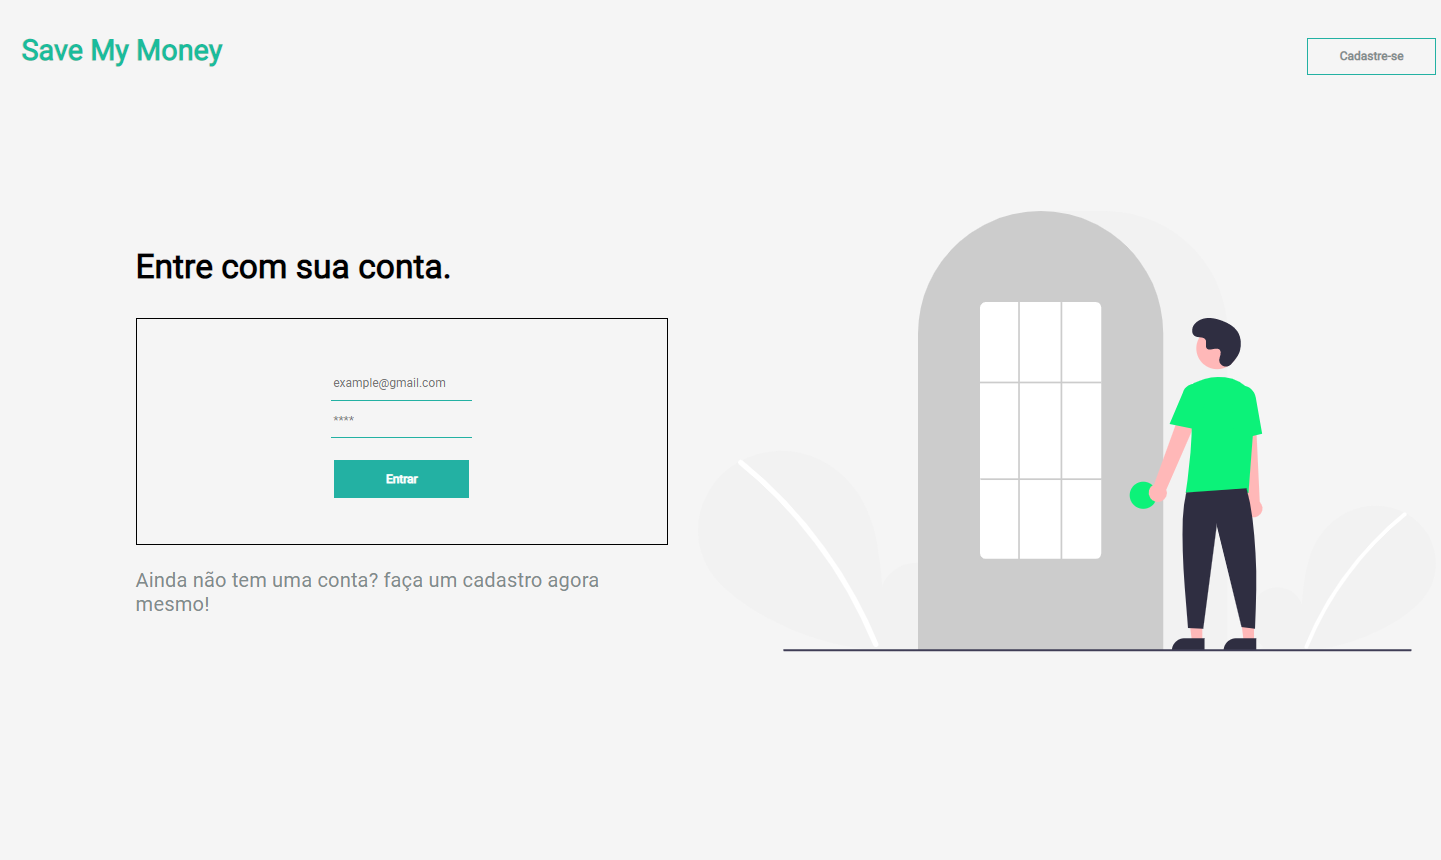 Save My Money
Cadastre-se
Entre com sua conta.
example@gmail.com
****
Entrar
Ainda não tem uma conta? faça um cadastro agora
mesmo!